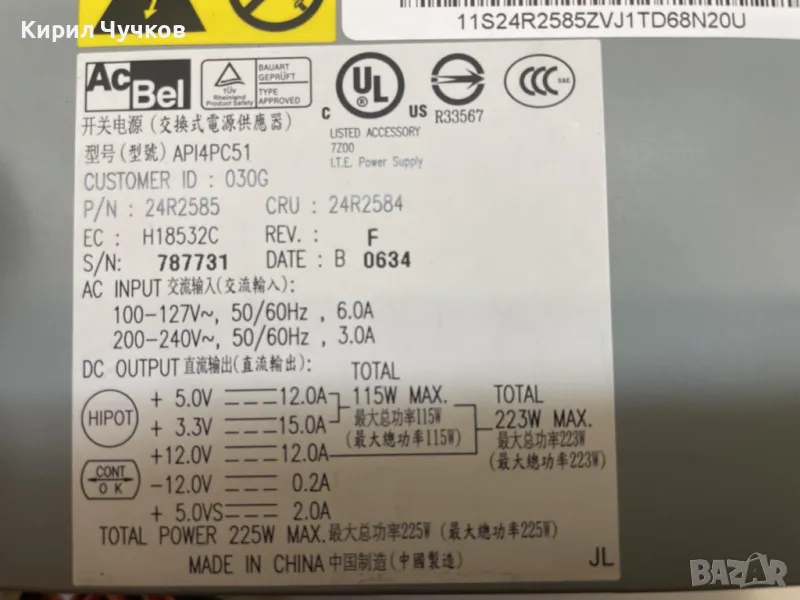 Кирил Чучков
11S24R2585ZVJ1TD68N20U
AcBel
TÜV
Rheinland
Product Safety
BAUART
GEPRÜFT
TYPE
APPROVED
C UL ® US
R33567
CCC S&E
LISTED ACCESSORY
7Z00
I.T.E. Power Supply
开关电源 (交換式電源供應器)
型号(型號) API4PC51
CUSTOMER ID : 030G
P/N : 24R2585 CRU : 24R2584
EC : H18532C REV. : F
S/N: 787731 DATE : B 0634
AC INPUT 交流输入(交流輸入):
100-127V~, 50/60Hz , 6.0A
200-240V~, 50/60Hz , 3.0A
DC OUTPUT 直流输出(直流輸出):
HIPOT
CONT
OK
+ 5.0V 12.0A
+ 3.3V 15.0A
+12.0V 12.0A
-12.0V 0.2A
+ 5.0VS 2.0A
TOTAL
115W MAX.
最大总功率115W
(最大總功率115W)
TOTAL
223W MAX.
最大总功率223W
(最大總功率223W)
TOTAL POWER 225W MAX.最大总功率225W (最大總功率225W)
MADE IN CHINA 中国制造(中國製造) JL
BAZAR